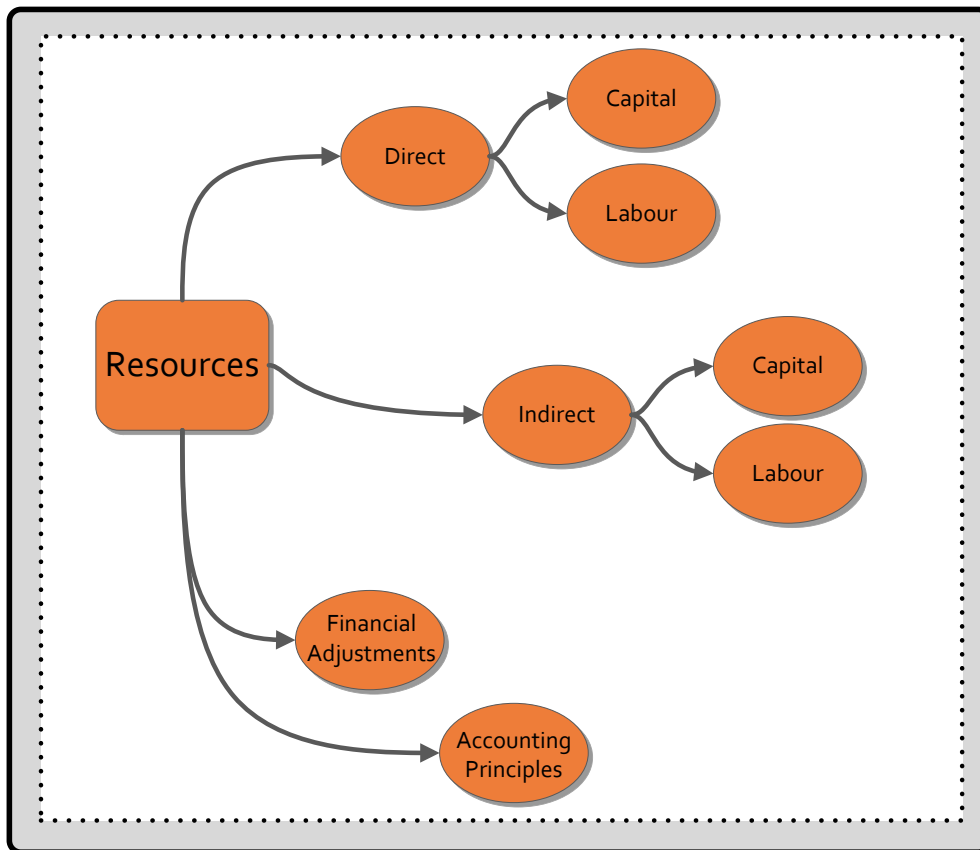 Capital
Direct
Labour
Resources
Capital
Indirect
Labour
Financial
Adjustments
Accounting
Principles